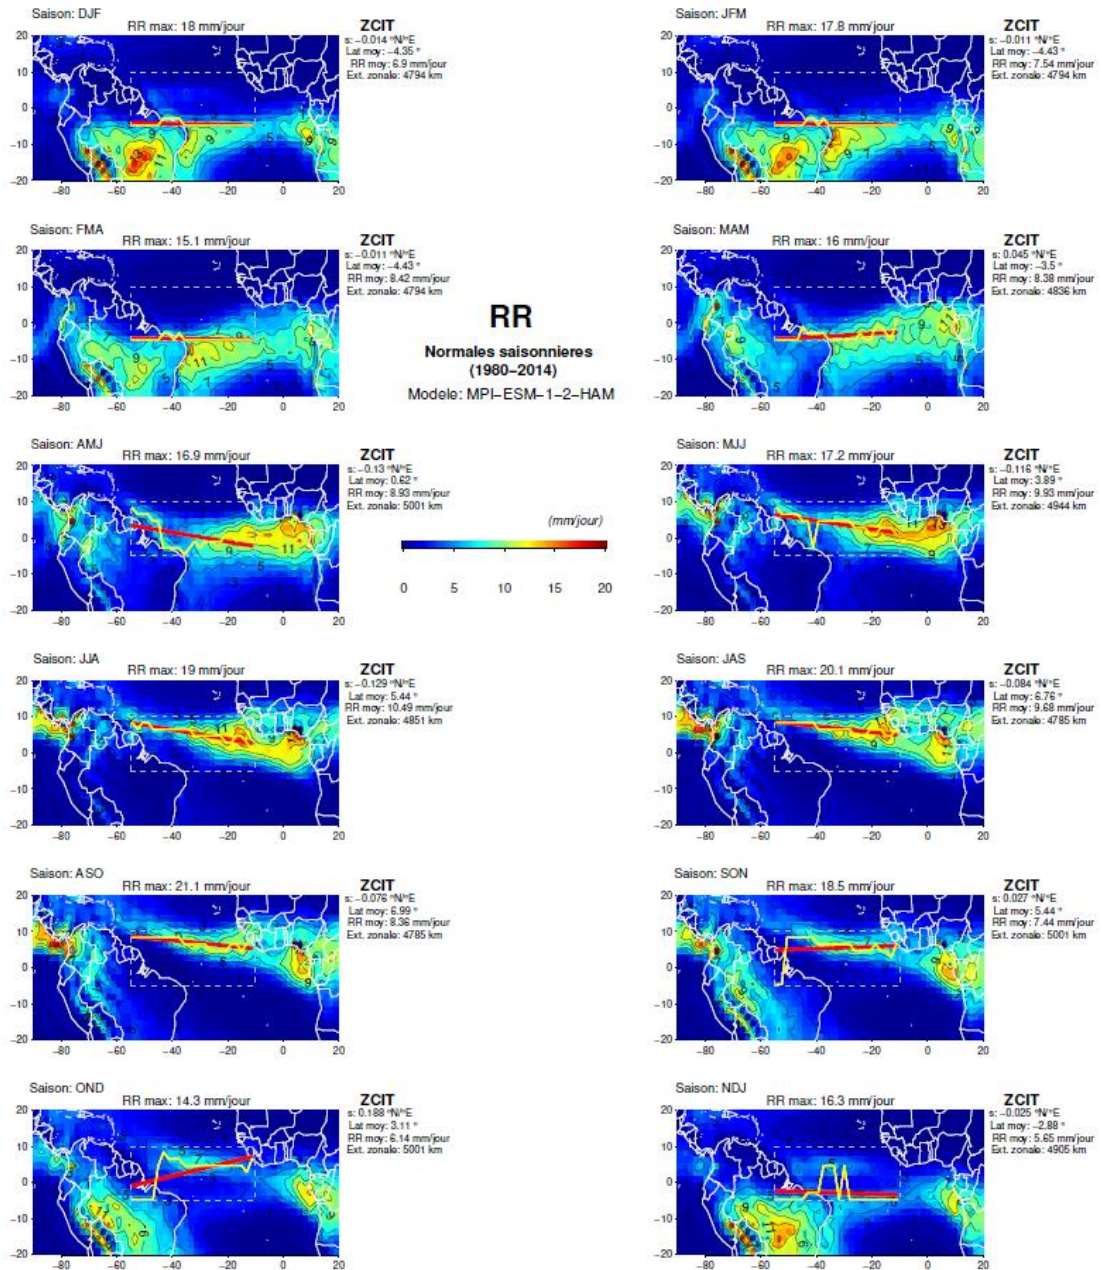 Saison: DJF
RR max: 18 mm/jour
ZCIT
s: −0.014 °N/°E
Lat moy: −4.35 °
RR moy: 6.9 mm/jour
Ext. zonale: 4794 km
Saison: JFM
RR max: 17.8 mm/jour
ZCIT
s: −0.011 °N/°E
Lat moy: −4.43 °
RR moy: 7.54 mm/jour
Ext. zonale: 4794 km
Saison: FMA
RR max: 15.1 mm/jour
ZCIT
s: −0.011 °N/°E
Lat moy: −4.43 °
RR moy: 8.42 mm/jour
Ext. zonale: 4794 km
Saison: MAM
RR max: 16 mm/jour
ZCIT
s: 0.045 °N/°E
Lat moy: −3.5 °
RR moy: 8.38 mm/jour
Ext. zonale: 4836 km
RR
Normales saisonnieres
(1980−2014)
Modele: MPI−ESM−1−2−HAM
Saison: AMJ
RR max: 16.9 mm/jour
ZCIT
s: −0.13 °N/°E
Lat moy: 0.62 °
RR moy: 8.93 mm/jour
Ext. zonale: 5001 km
(mm/jour)
0 5 10 15 20
Saison: MJJ
RR max: 17.2 mm/jour
ZCIT
s: −0.116 °N/°E
Lat moy: 3.89 °
RR moy: 9.93 mm/jour
Ext. zonale: 4944 km
Saison: JJA
RR max: 19 mm/jour
ZCIT
s: −0.129 °N/°E
Lat moy: 5.44 °
RR moy: 10.49 mm/jour
Ext. zonale: 4851 km
Saison: JAS
RR max: 20.1 mm/jour
ZCIT
s: −0.084 °N/°E
Lat moy: 6.76 °
RR moy: 9.68 mm/jour
Ext. zonale: 4785 km
Saison: ASO
RR max: 21.1 mm/jour
ZCIT
s: −0.076 °N/°E
Lat moy: 6.99 °
RR moy: 8.36 mm/jour
Ext. zonale: 4785 km
Saison: SON
RR max: 18.5 mm/jour
ZCIT
s: 0.027 °N/°E
Lat moy: 5.44 °
RR moy: 7.44 mm/jour
Ext. zonale: 5001 km
Saison: OND
RR max: 14.3 mm/jour
ZCIT
s: 0.188 °N/°E
Lat moy: 3.11 °
RR moy: 6.14 mm/jour
Ext. zonale: 5001 km
Saison: NDJ
RR max: 16.3 mm/jour
ZCIT
s: −0.025 °N/°E
Lat moy: −2.88 °
RR moy: 5.65 mm/jour
Ext. zonale: 4905 km